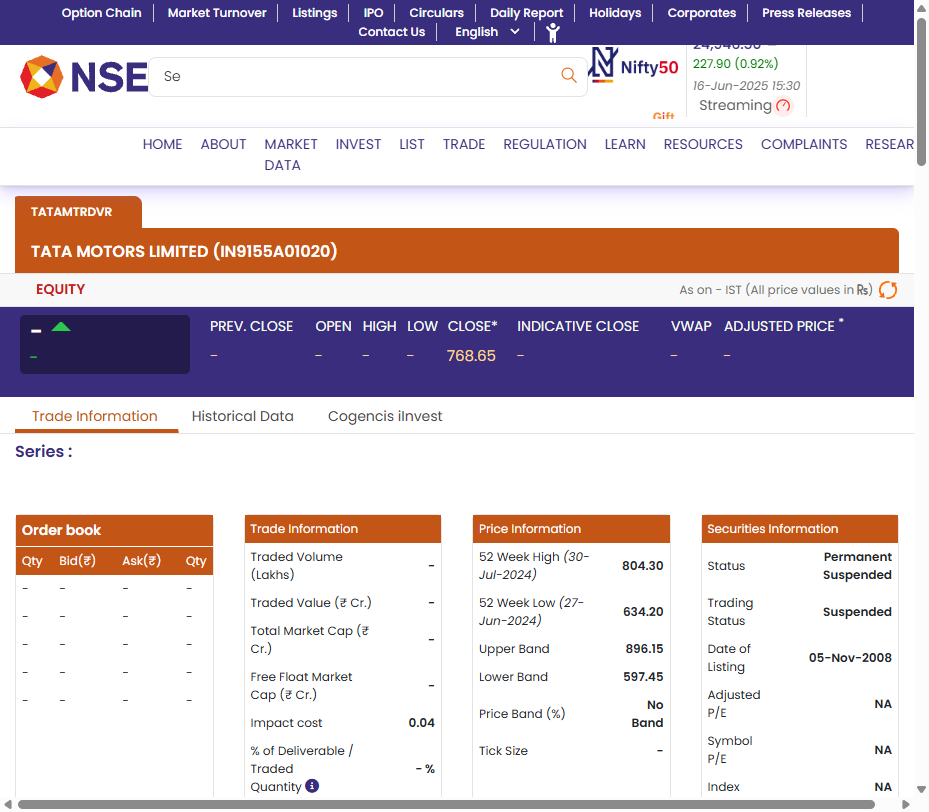 Option Chain Market Turnover Listings IPO Circulars Daily Report Holidays Corporates Press Releases
Contact Us English
NSE
Se
Nifty50
24,946.50
227.90 (0.92%)
16-Jun-2025 15:30
Streaming
Gift
HOME ABOUT MARKET DATA INVEST LIST TRADE REGULATION LEARN RESOURCES COMPLAINTS RESEAR
TATAMTRDVR
TATA MOTORS LIMITED (IN9155A01020)
EQUITY
As on - IST (All price values in ₨)
PREV. CLOSE OPEN HIGH LOW CLOSE* INDICATIVE CLOSE VWAP ADJUSTED PRICE *
- - - - 768.65 - - -
-
-
Trade Information Historical Data Cogencis iInvest
Series :
Order book
Qty Bid(₹) Ask(₹) Qty
- - - -
- - - -
- - - -
- - - -
- - - -
Trade Information
Traded Volume
(Lakhs) -
Traded Value (₹ Cr.) -
Total Market Cap (₹
Cr.) -
Free Float Market
Cap (₹ Cr.) -
Impact cost 0.04
% of Deliverable /
Traded
Quantity - %
Price Information
52 Week High (30-
Jul-2024) 804.30
52 Week Low (27-
Jun-2024) 634.20
Upper Band 896.15
Lower Band 597.45
Price Band (%) No
Band
Tick Size -
Securities Information
Status Permanent
Suspended
Trading
Status Suspended
Date of
Listing 05-Nov-2008
Adjusted
P/E NA
Symbol
P/E NA
Index NA